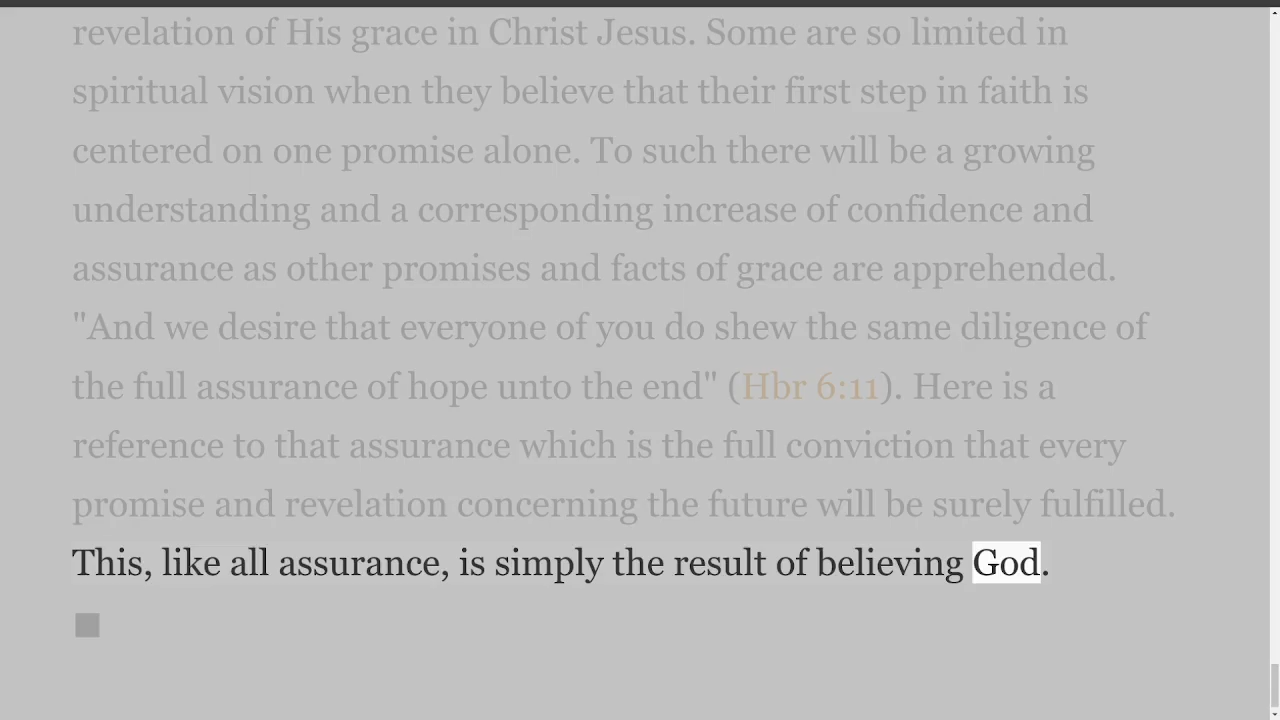 revelation of His grace in Christ Jesus. Some are so limited in
spiritual vision when they believe that their first step in faith is
centered on one promise alone. To such there will be a growing
understanding and a corresponding increase of confidence and
assurance as other promises and facts of grace are apprehended.
"And we desire that everyone of you do shew the same diligence of
the full assurance of hope unto the end" (Hbr 6:11). Here is a
reference to that assurance which is the full conviction that every
promise and revelation concerning the future will be surely fulfilled.
This, like all assurance, is simply the result of believing God.
■